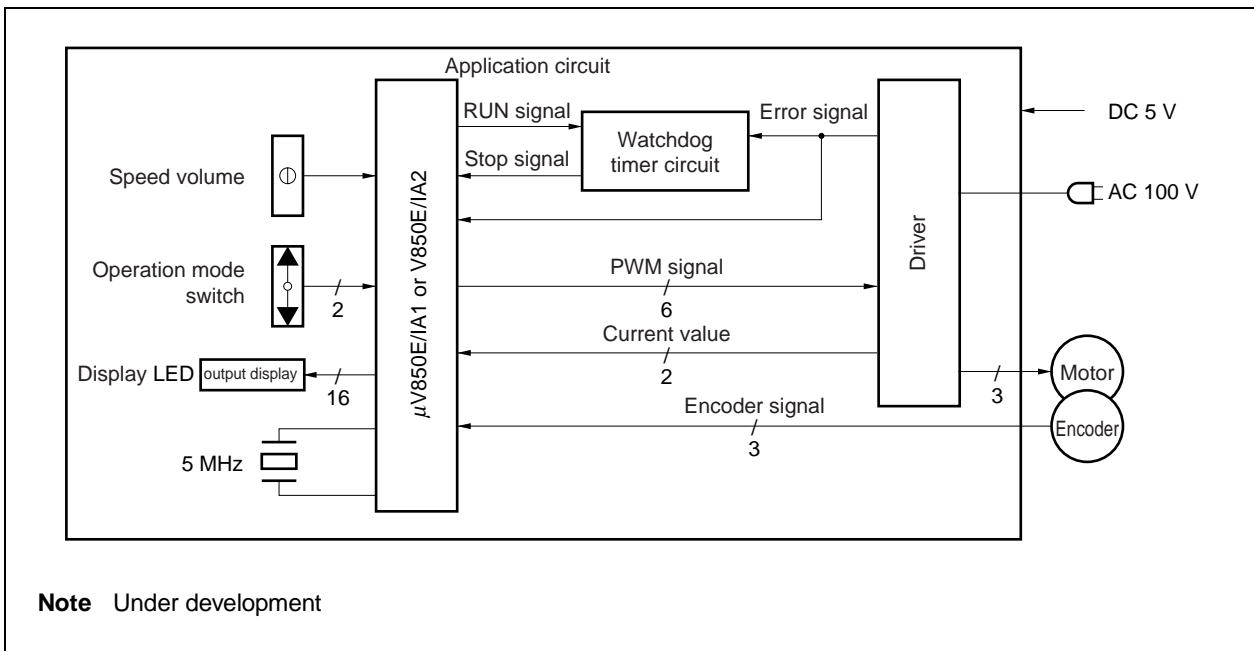 Application circuit
RUN signal
Error signal
DC 5 V
Watchdog
timer circuit
Stop signal
Speed volume
AC 100 V
μV850E/IA1 or V850E/IA2
Driver
Operation mode
switch
2
PWM signal
6
Current value
2
Display LED
output display
16
3
Motor
Encoder signal
3
Encoder
5 MHz
Note Under development